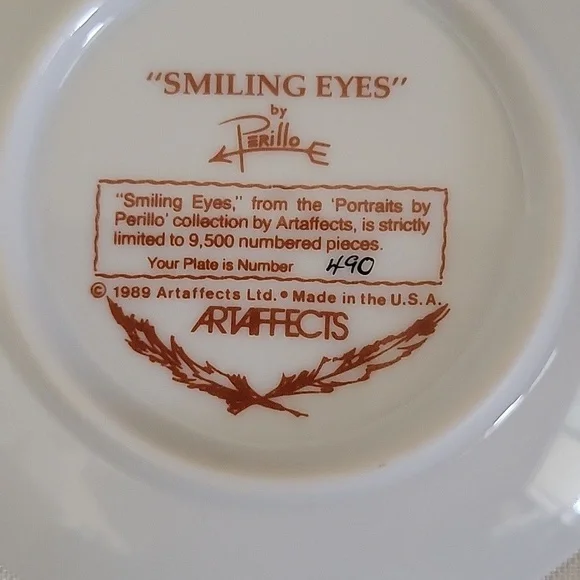 "SMILING EYES"
by
Perillo
"Smiling Eyes," from the 'Portraits by
Perillo' collection by Artaffects, is strictly
limited to 9,500 numbered pieces.
Your Plate is Number 490
© 1989 Artaffects Ltd. • Made in the U.S.A.
ARTAFFECTS